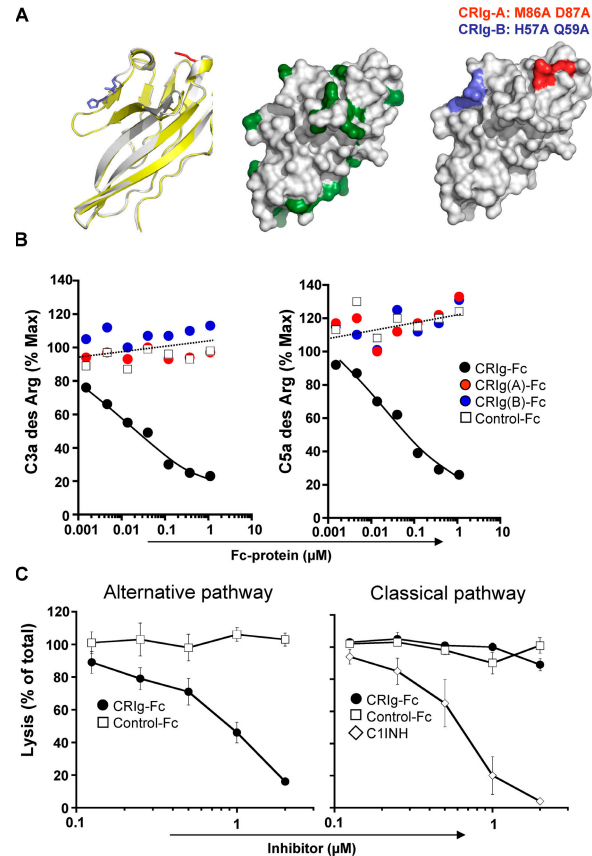 A
CRIg-A: M86A D87A
CRIg-B: H57A Q59A
B
C3a des Arg (% Max)
140
120
100
80
60
40
20
0
0.001
0.01
0.1
1
10
C5a des Arg (% Max)
140
120
100
80
60
40
20
0
0.001
0.01
0.1
1
10
CRIg-Fc
CRIg(A)-Fc
CRIg(B)-Fc
Control-Fc
Fc-protein (μM)
C
Alternative pathway
Classical pathway
Lysis (% of total)
120
100
80
60
40
20
0
CRIg-Fc
Control-Fc
0.1
1
CRIg-Fc
Control-Fc
C1INH
0.1
1
Inhibitor (μM)